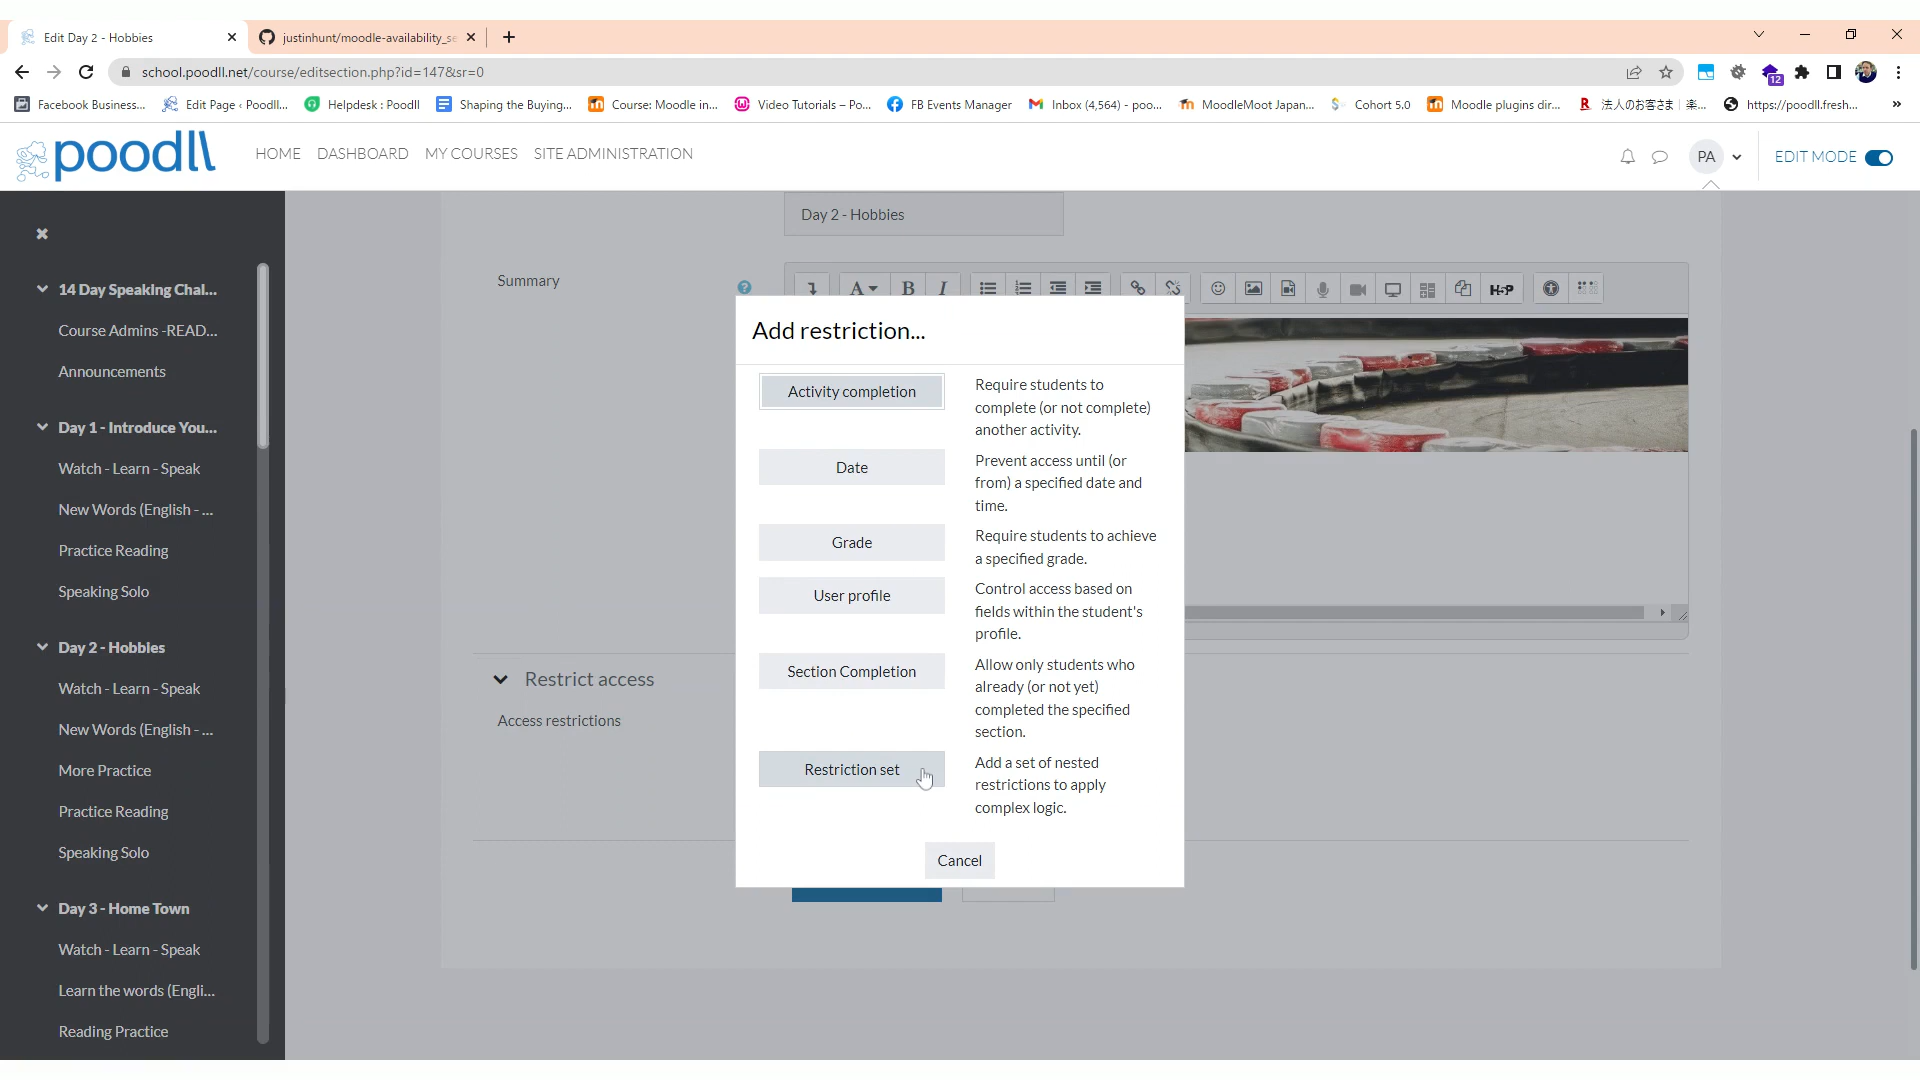 Edit Day 2 - Hobbies
justinhunt/moodle-availability_se
school.poodll.net/course/editsection.php?id=147&sr=0
12
Facebook Business...
Edit Page ‹ Poodll...
Helpdesk : Poodll
Shaping the Buying...
Course: Moodle in...
Video Tutorials – Po...
FB Events Manager
Inbox (4,564) - poo...
MoodleMoot Japan...
Cohort 5.0
Moodle plugins dir...
法人のお客さま | 楽...
https://poodll.fresh...
»
poodll
HOME
DASHBOARD
MY COURSES
SITE ADMINISTRATION
PA
EDIT MODE
14 Day Speaking Chal...
Course Admins -READ...
Announcements
Day 1 - Introduce You...
Watch - Learn - Speak
New Words (English - ...
Practice Reading
Speaking Solo
Day 2 - Hobbies
Watch - Learn - Speak
New Words (English - ...
More Practice
Practice Reading
Speaking Solo
Day 3 - Home Town
Watch - Learn - Speak
Learn the words (Engli...
Reading Practice
Day 2 - Hobbies
Summary
A
B
I
H5P
Restrict access
Access restrictions
Add restriction...
Activity completion
Require students to
complete (or not complete)
another activity.
Date
Prevent access until (or
from) a specified date and
time.
Grade
Require students to achieve
a specified grade.
User profile
Control access based on
fields within the student's
profile.
Section Completion
Allow only students who
already (or not yet)
completed the specified
section.
Restriction set
Add a set of nested
restrictions to apply
complex logic.
Cancel